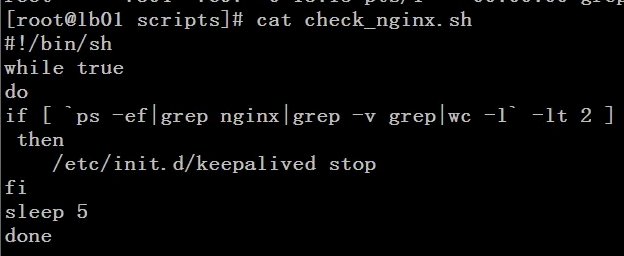 [root@lb01 scripts]# cat check_nginx.sh
#!/bin/sh
while true
do
if [ `ps -ef|grep nginx|grep -v grep|wc -l` -lt 2 ]
 then
    /etc/init.d/keepalived stop
fi
sleep 5
done